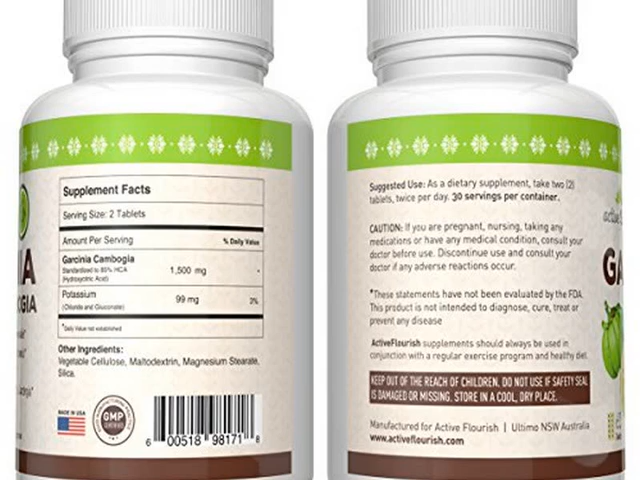 Supplement Facts
Serving Size: 2 Tablets
Amount Per Serving % Daily Value
Garcinia Cambogia
Standardized to 85% HCA 1,500 mg -
(Hydroxycitric Acid)
Potassium 99 mg 3%
(Chloride and Gluconate)
*Daily Value not established
Other Ingredients:
Vegetable Cellulose, Maltodextrin, Magnesium Stearate,
Silica.
MADE IN USA
GMP
CERTIFIED
6 00518 98171 8
IA
GIA
Suggested Use: As a dietary supplement, take two (2)
tablets, twice per day. 30 servings per container.
CAUTION: If you are pregnant, nursing, taking any
medications or have any medical condition, consult your
doctor before use. Discontinue use and consult your
doctor if any adverse reactions occur.
*These statements have not been evaluated by the FDA.
This product is not intended to diagnose, cure, treat or
prevent any disease
ActiveFlourish supplements should always be used in
conjunction with a regular exercise program and healthy diet.
KEEP OUT OF THE REACH OF CHILDREN. DO NOT USE IF SAFETY SEAL
IS DAMAGED OR MISSING. STORE IN A COOL, DRY PLACE.
Manufactured for Active Flourish | Ultimo NSW Australia
www.activeflourish.com
active
GA